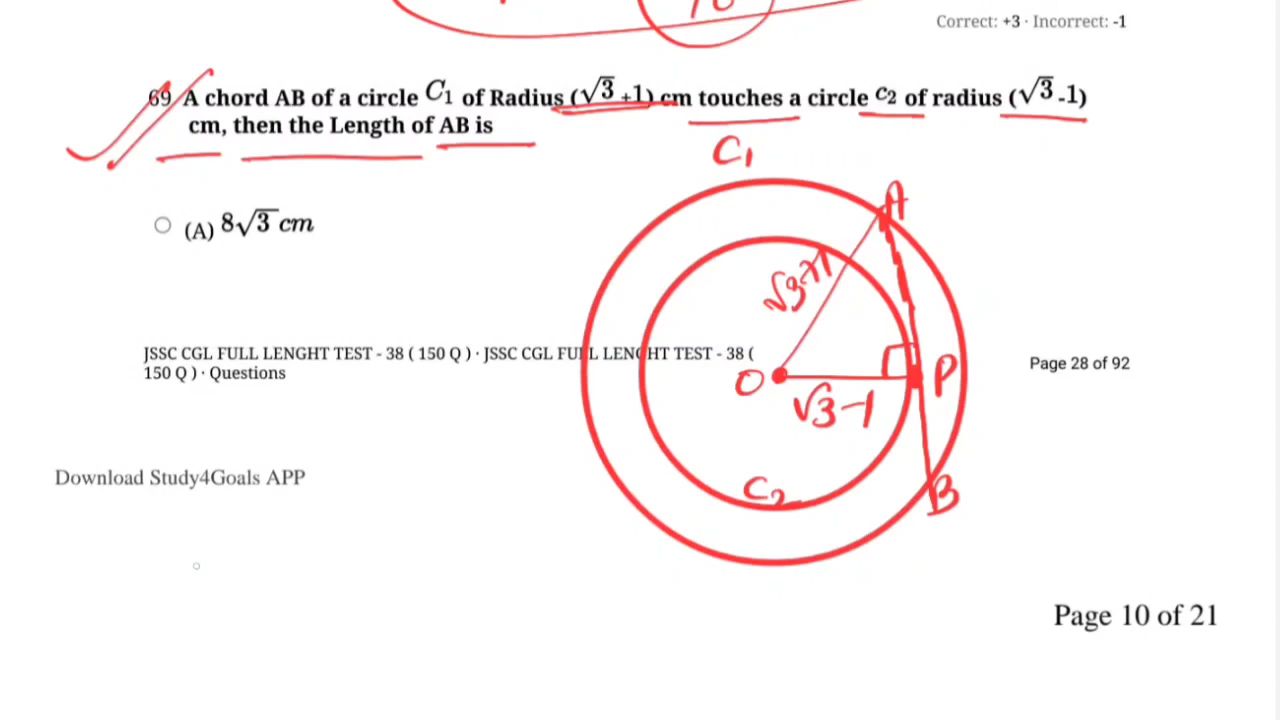 Correct: +3 · Incorrect: -1
69 A chord AB of a circle C1 of Radius (√3 +1) cm touches a circle c2 of radius (√3 -1)
cm, then the Length of AB is
C1
A
(A) 8√3 cm
√3+1
JSSC CGL FULL LENGHT TEST - 38 ( 150 Q ) · JSSC CGL FULL LENGHT TEST - 38 (
150 Q ) · Questions
Page 28 of 92
O
P
√3-1
Download Study4Goals APP
C2
B
Page 10 of 21